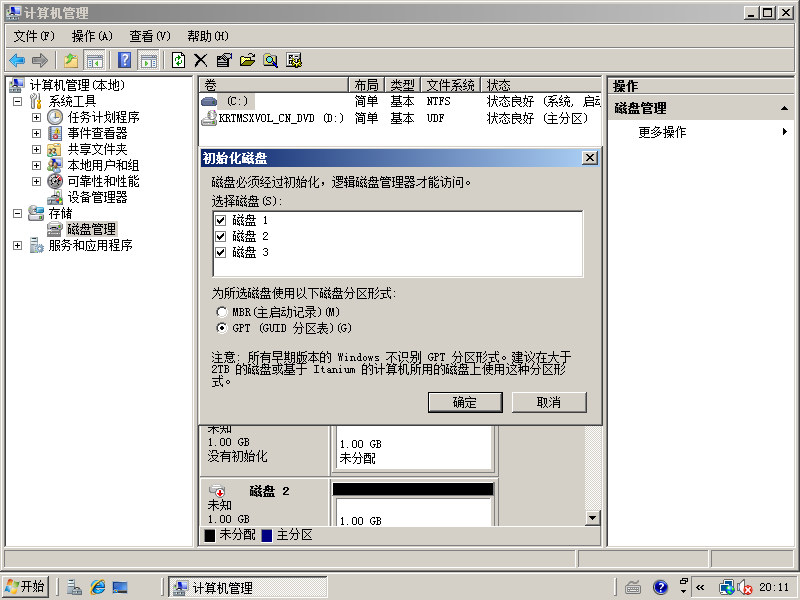 计算机管理
文件(F) 操作(A) 查看(V) 帮助(H)
计算机管理(本地)
系统工具
任务计划程序
事件查看器
共享文件夹
本地用户和组
可靠性和性能
设备管理器
存储
磁盘管理
服务和应用程序
卷 布局 类型 文件系统 状态
(C:) 简单 基本 NTFS 状态良好 (系统, 启动
KRTMSXVOL_CN_DVD (D:) 简单 基本 UDF 状态良好 (主分区)
操作
磁盘管理
更多操作
初始化磁盘
磁盘必须经过初始化，逻辑磁盘管理器才能访问。
选择磁盘(S):
磁盘 1
磁盘 2
磁盘 3
为所选磁盘使用以下磁盘分区形式:
MBR(主启动记录)(M)
GPT (GUID 分区表)(G)
注意: 所有早期版本的 Windows 不识别 GPT 分区形式。建议在大于
2TB 的磁盘或基于 Itanium 的计算机所用的磁盘上使用这种分区形
式。
确定 取消
未知
1.00 GB
没有初始化
1.00 GB
未分配
磁盘 2
未知
1.00 GB
1.00 GB
未分配 主分区
开始
计算机管理
20:11